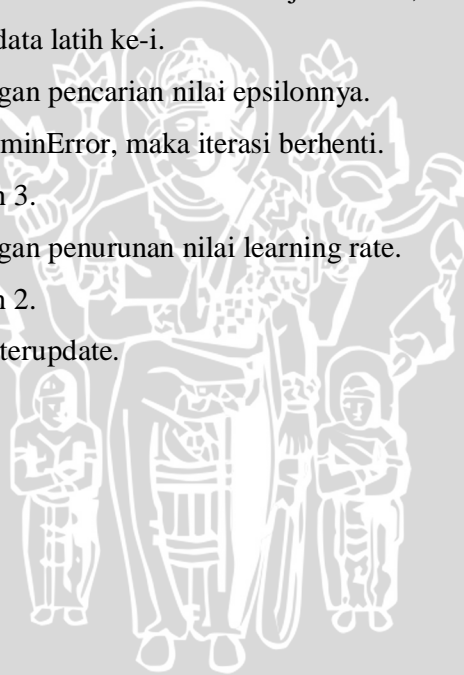 data latih ke-i.
gan pencarian nilai epsilonnya.
minError, maka iterasi berhenti.
n 3.
gan penurunan nilai learning rate.
n 2.
terupdate.